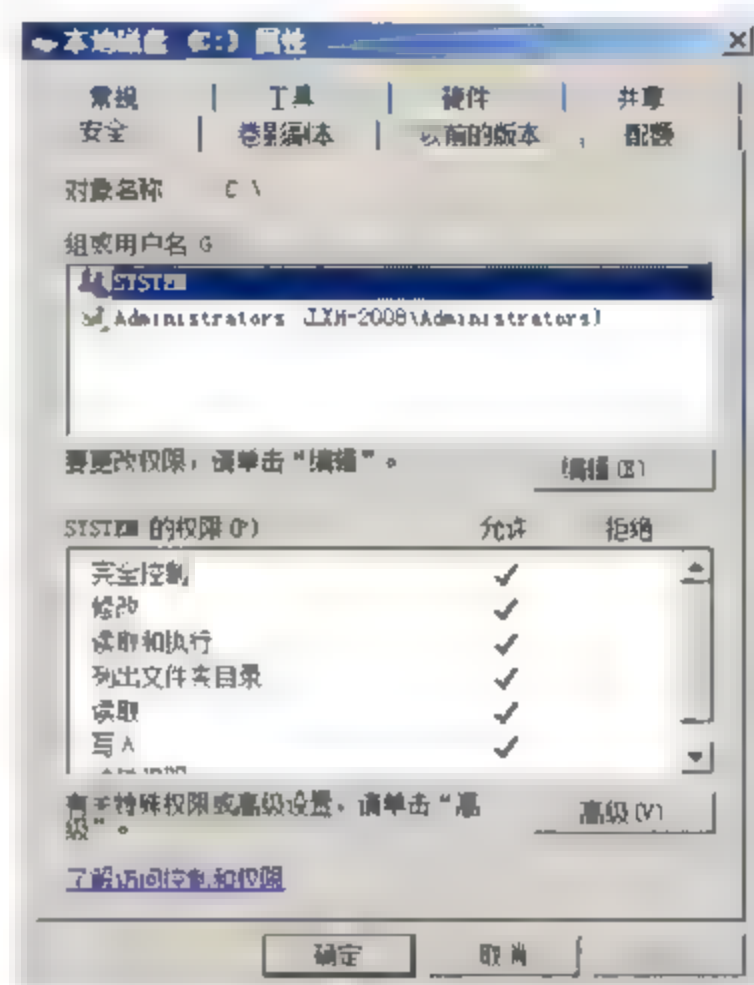 本地磁盘 (C:) 属性
常规 工具 硬件 共享
安全 卷影副本 以前的版本 配额
对象名称 C \
组或用户名 G
SYSTEM
Administrators JXH-2008\Administrators)
要更改权限，请单击“编辑”。 编辑(E)
SYSTEM 的权限(P) 允许 拒绝
完全控制
修改
读取和执行
列出文件夹目录
读取
写入
有关特殊权限或高级设置，请单击“高 高级(V)
级”。
了解访问控制和权限
确定 取消